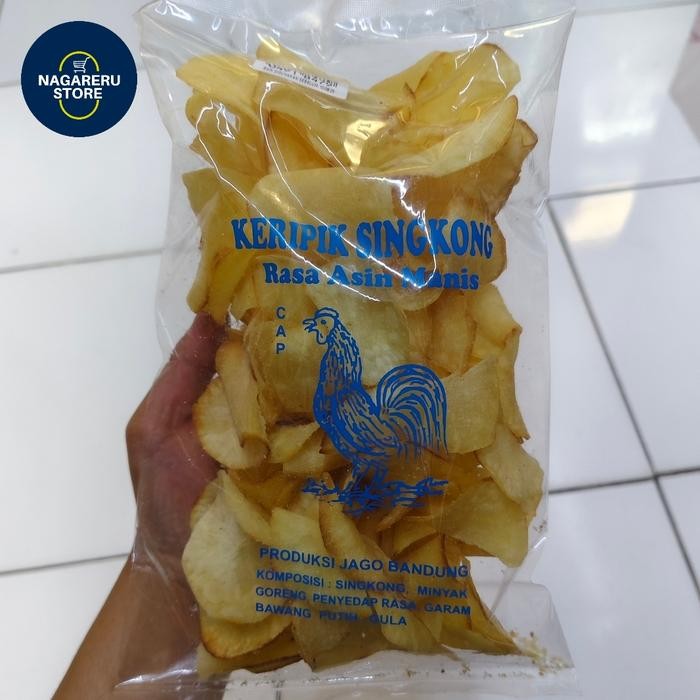 NAGARERU
STORE
KERIPIK SINGKONG
Rasa Asin Manis
CAP
PRODUKSI JAGO BANDUNG
KOMPOSISI : SINGKONG, MINYAK
GORENG PENYEDAP RASA GARAM
BAWANG PUTIH GULA